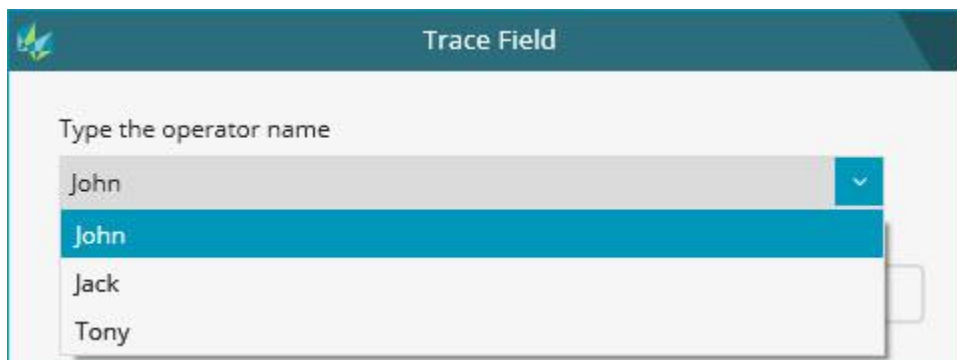 Trace Field
Type the operator name
John
John
Jack
Tony